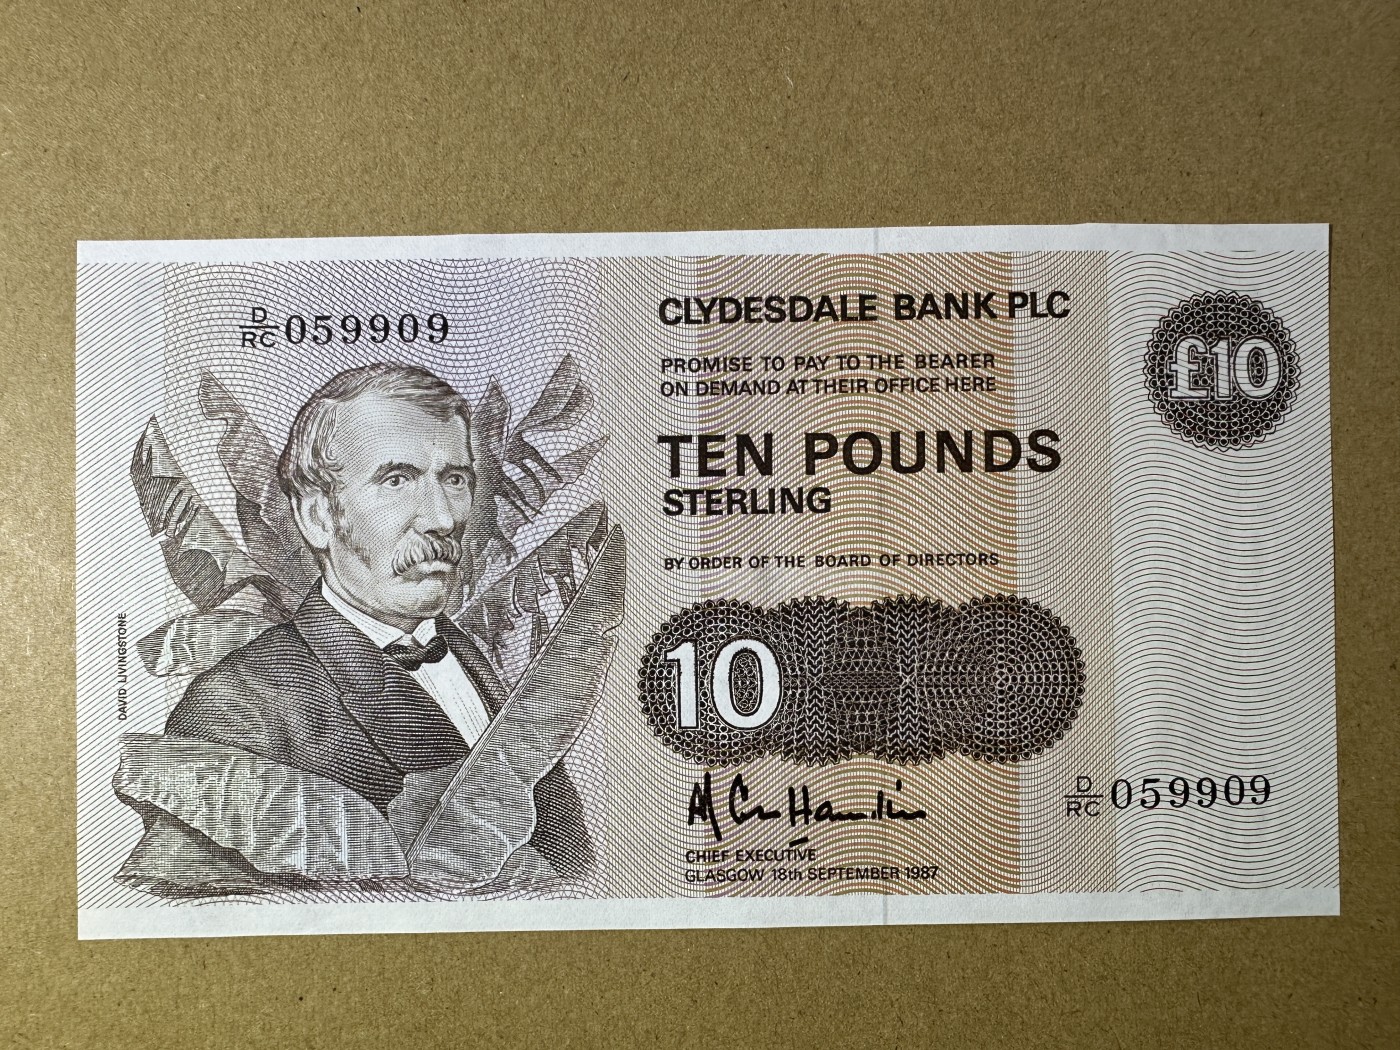 D/RC 059909
CLYDESDALE BANK PLC
£10
PROMISE TO PAY TO THE BEARER
ON DEMAND AT THEIR OFFICE HERE
TEN POUNDS
STERLING
BY ORDER OF THE BOARD OF DIRECTORS
DAVID LIVINGSTONE
10
D/RC 059909
CHIEF EXECUTIVE
GLASGOW 18th SEPTEMBER 1987